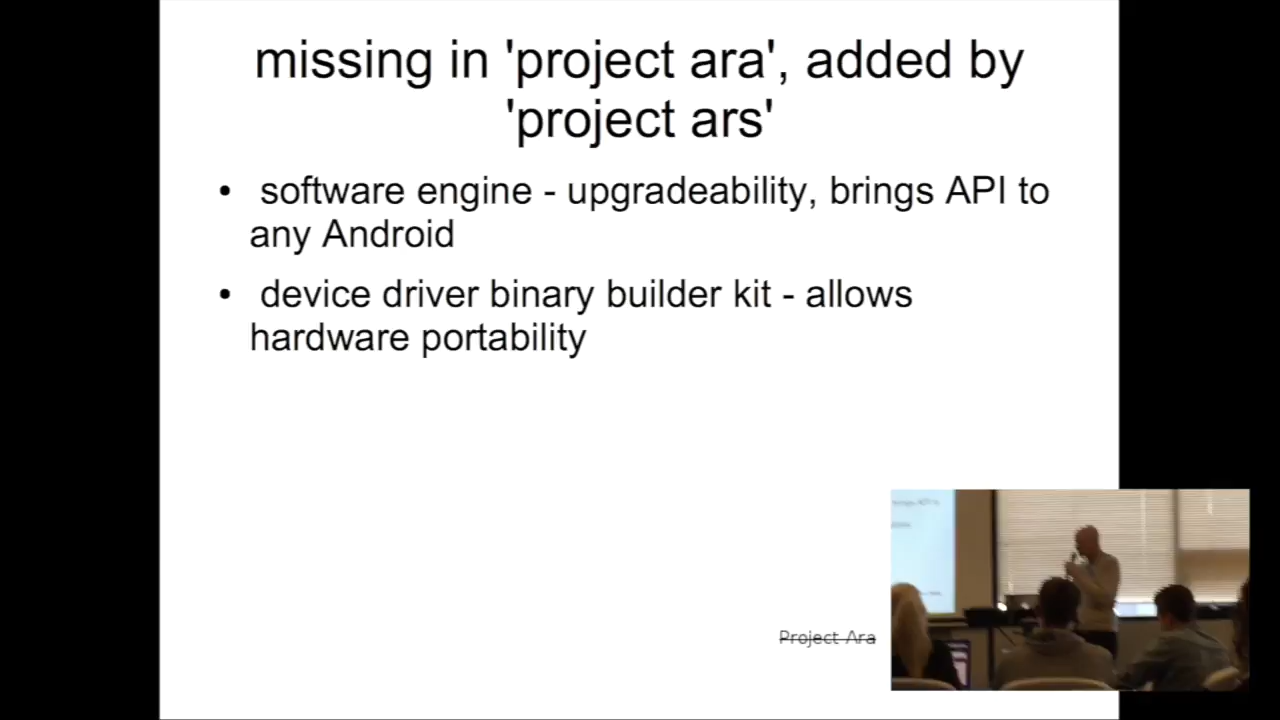 missing in 'project ara', added by
'project ars'
• software engine - upgradeability, brings API to
any Android
• device driver binary builder kit - allows
hardware portability
Project Ara